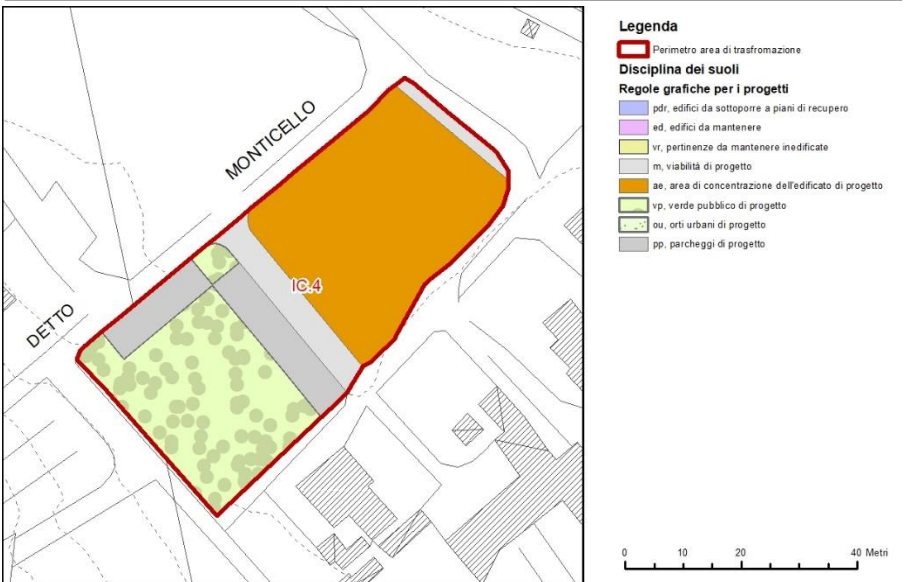 MONTICELLO
DETTO
IC.4
Legenda
Perimetro area di trasfromazione
Disciplina dei suoli
Regole grafiche per i progetti
pdr, edifici da sottoporre a piani di recupero
ed, edifici da mantenere
vr, pertinenze da mantenere inedificate
m, viabilità di progetto
ae, area di concentrazione dell'edificato di progetto
vp, verde pubblico di progetto
ou, orti urbani di progetto
pp, parcheggi di progetto
0 10 20 40 Metri